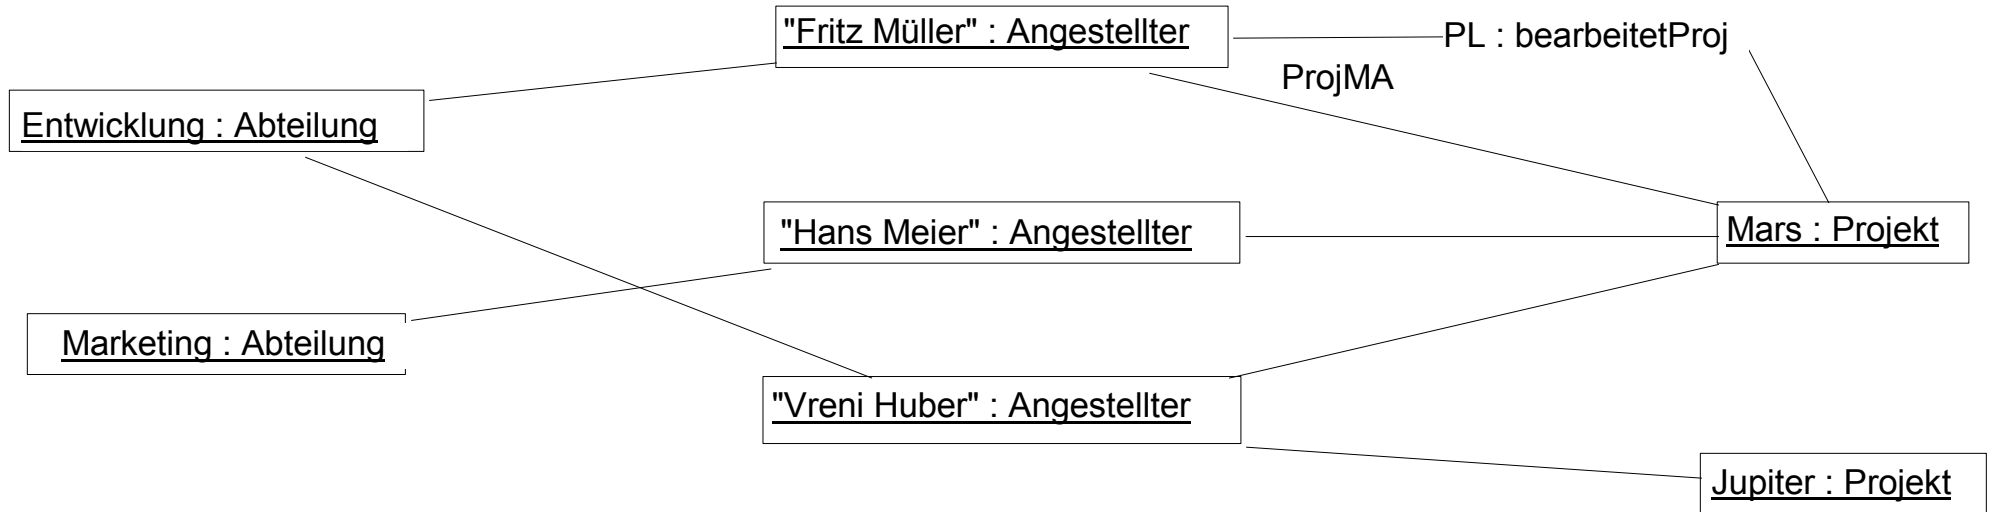 "Fritz Müller" : Angestellter
PL : bearbeitetProj
ProjMA
Entwicklung : Abteilung
"Hans Meier" : Angestellter
Mars : Projekt
Marketing : Abteilung
"Vreni Huber" : Angestellter
Jupiter : Projekt